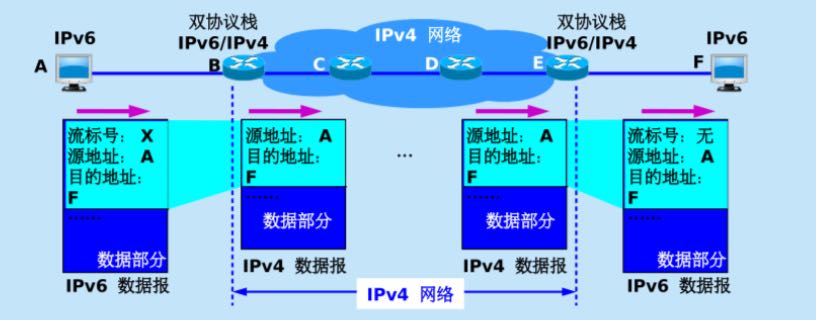 双协议栈
IPv6/IPv4
IPv4 网络
双协议栈
IPv6/IPv4
IPv6
IPv6
A
B
C
D
E
F
流标号： X
源地址： A
目的地址：
F
......
数据部分
IPv6 数据报
源地址： A
目的地址：
F
......
数据部分
IPv4 数据报
...
源地址： A
目的地址：
F
......
数据部分
IPv4 数据报
流标号：无
源地址： A
目的地址：
F
......
数据部分
IPv6 数据报
IPv4 网络